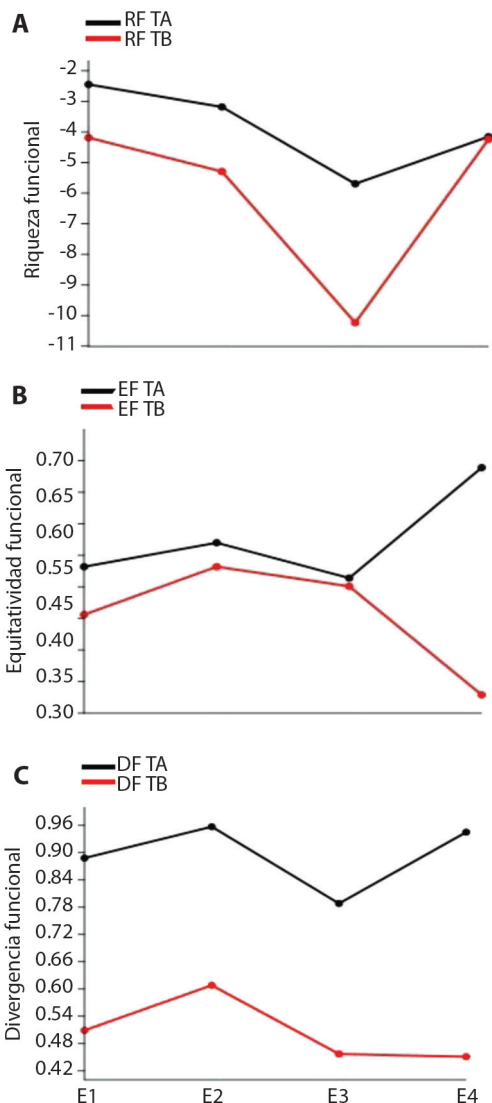 A
RF TA
RF TB
Riqueza funcional
-2
-3
-4
-5
-6
-7
-8
-9
-10
-11
B
EF TA
EF TB
Equitatividad funcional
0.70
0.65
0.60
0.55
0.45
0.40
0.35
0.30
C
DF TA
DF TB
Divergencia funcional
0.96
0.90
0.84
0.78
0.72
0.66
0.60
0.54
0.48
0.42
E1 E2 E3 E4